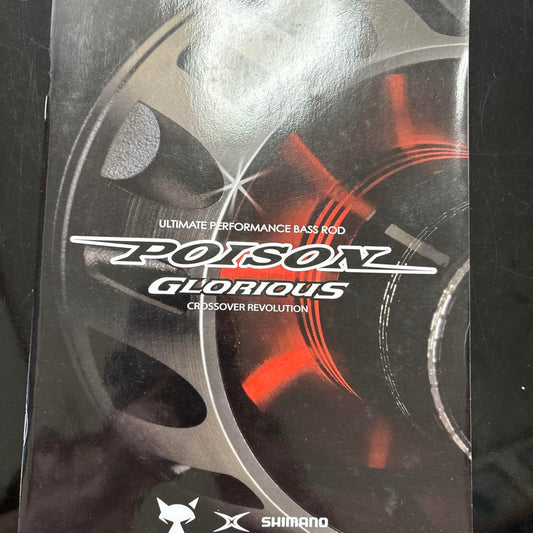 ULTIMATE PERFORMANCE BASS ROD
POISON
GLORIOUS
CROSSOVER REVOLUTION
SHIMANO